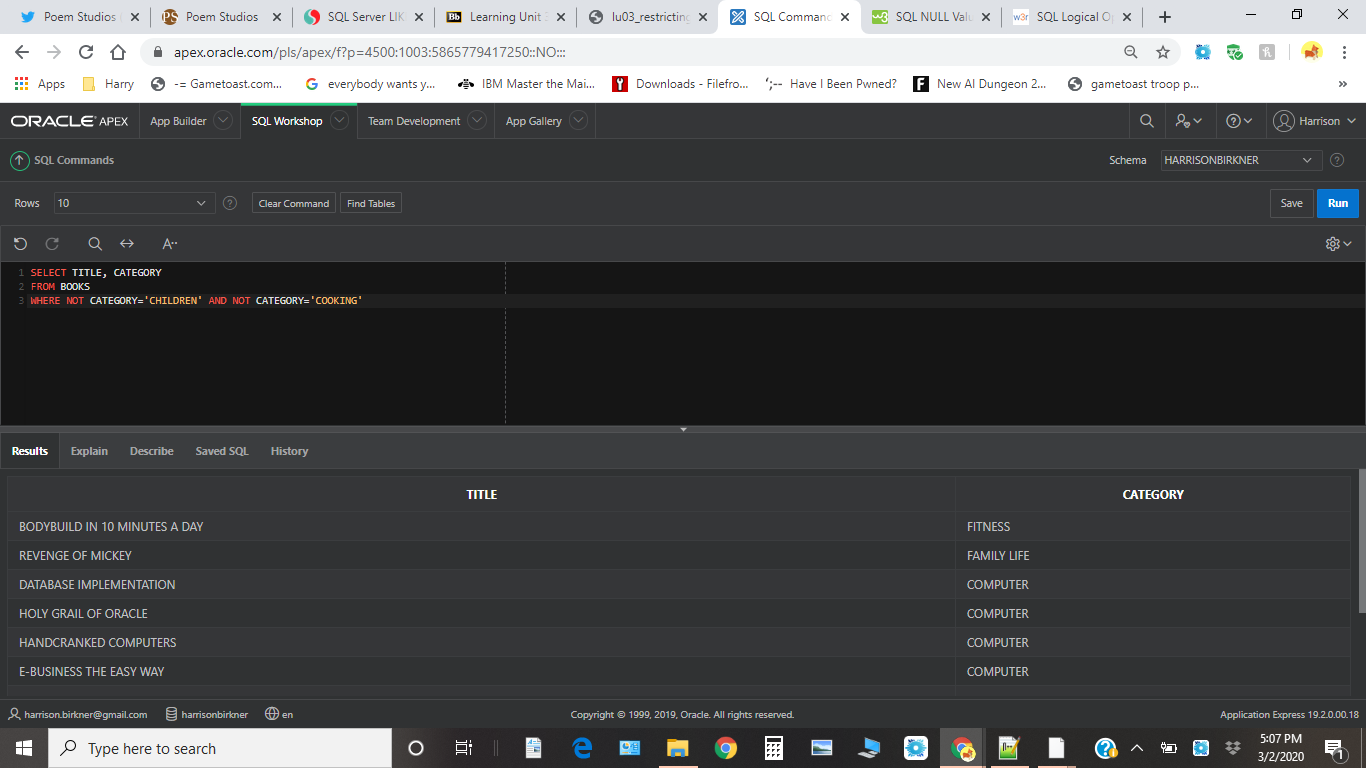 Poem Studios
Poem Studios
SQL Server LIK
Bb Learning Unit 3
lu03_restricting
SQL Comman
w3 SQL NULL Valu
w3r SQL Logical O
apex.oracle.com/pls/apex/f?p=4500:1003:5865779417250::NO:::
Apps
Harry
-= Gametoast.com...
G everybody wants y...
IBM Master the Mai...
Downloads - Filefro...
';-- Have I Been Pwned?
F New AI Dungeon 2...
gametoast troop p...
»
ORACLE APEX
App Builder
SQL Workshop
Team Development
App Gallery
Harrison
SQL Commands
Schema HARRISONBIRKNER
Rows 10
Clear Command
Find Tables
Save
Run
1 SELECT TITLE, CATEGORY
2 FROM BOOKS
3 WHERE NOT CATEGORY='CHILDREN' AND NOT CATEGORY='COOKING'
Results Explain Describe Saved SQL History
TITLE CATEGORY
BODYBUILD IN 10 MINUTES A DAY FITNESS
REVENGE OF MICKEY FAMILY LIFE
DATABASE IMPLEMENTATION COMPUTER
HOLY GRAIL OF ORACLE COMPUTER
HANDCRANKED COMPUTERS COMPUTER
E-BUSINESS THE EASY WAY COMPUTER
harrison.birkner@gmail.com harrisonbirkner en
Copyright © 1999, 2019, Oracle. All rights reserved.
Application Express 19.2.0.00.18
Type here to search
5:07 PM
3/2/2020
1